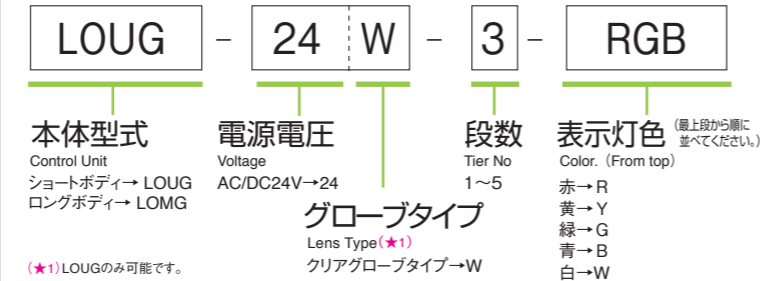 LOUG - 24 W - 3 - RGB
本体型式
Control Unit
ショートボディ→ LOUG
ロングボディ→ LOMG
電源電圧
Voltage
AC/DC24V→24
グローブタイプ
Lens Type(★1)
クリアグローブタイプ→W
段数
Tier No
1〜5
表示灯色 (最上段から順に
並べてください。)
Color. (From top)
赤→R
黄→Y
緑→G
青→B
白→W
(★1)LOUGのみ可能です。